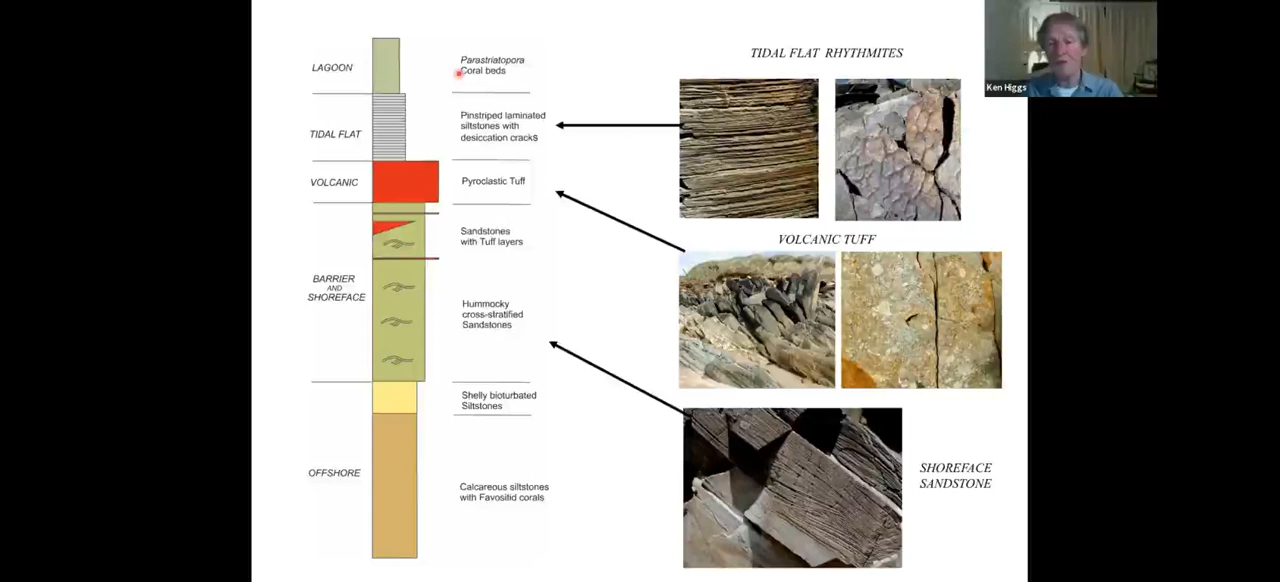 LAGOON
Parastriatopora
Coral beds
TIDAL FLAT
Pinstriped laminated
siltstones with
desiccation cracks
VOLCANIC
Pyroclastic Tuff
Sandstones
with Tuff layers
BARRIER
AND
SHOREFACE
Hummocky
cross-stratified
Sandstones
Shelly bioturbated
Siltstones
OFFSHORE
Calcareous siltstones
with Favositid corals
TIDAL FLAT RHYTHMITES
VOLCANIC TUFF
SHOREFACE
SANDSTONE
Ken Higgs